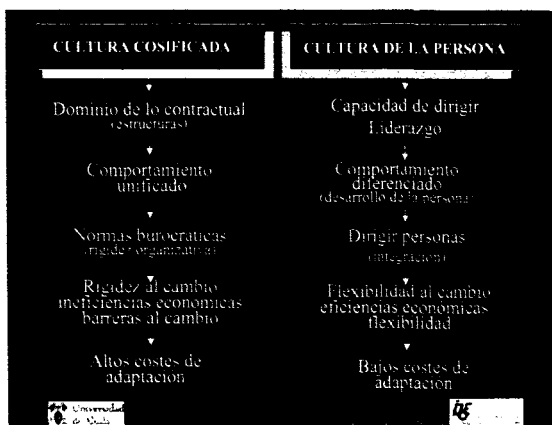 CULTURA COSIFICADA
Dominio de lo contractual
(estructuras)
Comportamiento
unificado
Normas burocráticas
(rigidez organizativa)
Rigidez al cambio
ineficiencias económicas
barreras al cambio
Altos costes de
adaptación
CULTURA DE LA PERSONA
Capacidad de dirigir
Liderazgo
Comportamiento
diferenciado
(desarrollo de la persona)
Dirigir personas
(integración)
Flexibilidad al cambio
eficiencias económicas
flexibilidad
Bajos costes de
adaptación
Universidad
de Alcalá